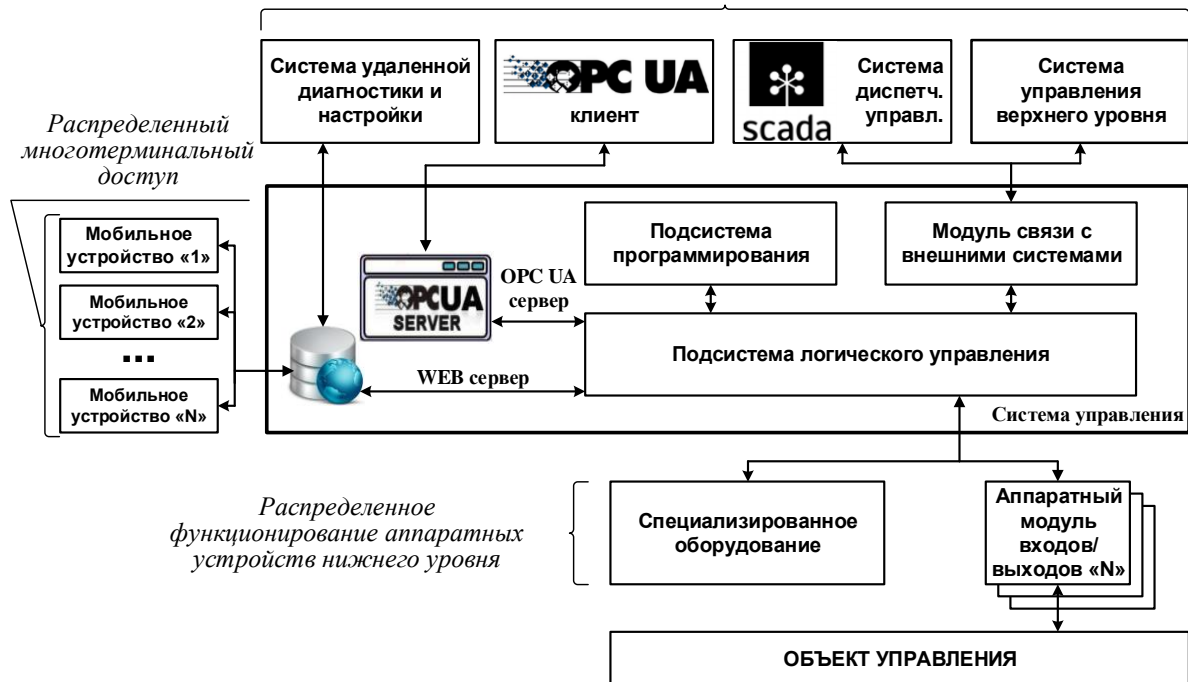 Система удаленной
диагностики и
настройки
OPC UA
клиент
scada
Система
диспетч.
управл.
Система
управления
верхнего уровня
Распределенный
многотерминальный
доступ
Мобильное
устройство «1»
Мобильное
устройство «2»
...
Мобильное
устройство «N»
OPCUA
SERVER
OPC UA
сервер
WEB сервер
Подсистема
программирования
Модуль связи с
внешними системами
Подсистема логического управления
Система управления
Распределенное
функционирование аппаратных
устройств нижнего уровня
Специализированное
оборудование
Аппаратный
модуль
входов/
выходов «N»
ОБЪЕКТ УПРАВЛЕНИЯ